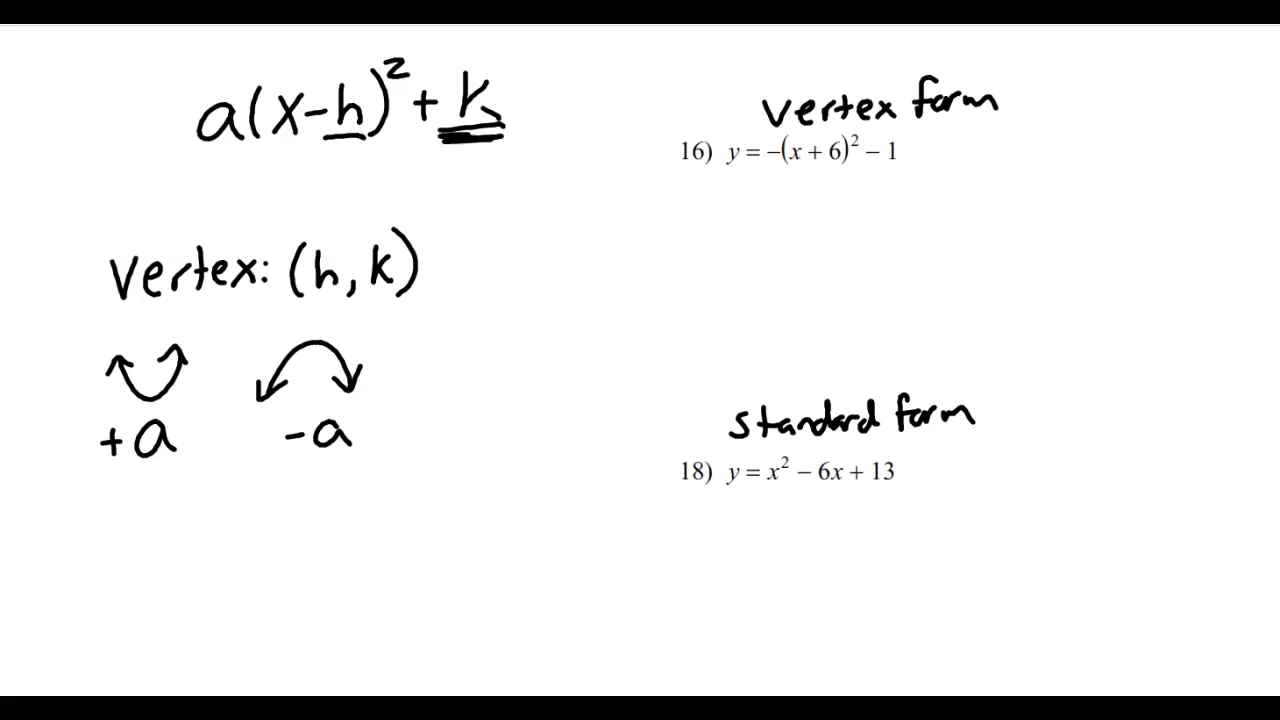 a(x-h)² + k
vertex: (h, k)
+a -a
vertex form
16) y = -(x + 6)² - 1
standard form
18) y = x² - 6x + 13